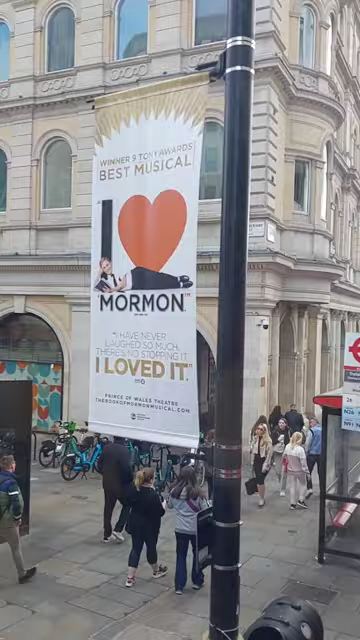 WINNER 9 TONY AWARDS
BEST MUSICAL
I
MORMON
"I HAVE NEVER
LAUGHED SO MUCH.
THERE'S NO STOPPING IT.
I LOVED IT".
PRINCE OF WALES THEATRE
THEBOOKOFMORMONMUSICAL.COM
26